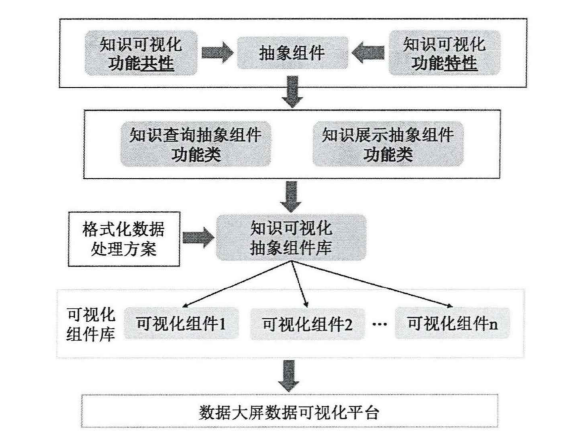 知识可视化
功能共性
抽象组件
知识可视化
功能特性
知识查询抽象组件
功能类
知识展示抽象组件
功能类
格式化数据
处理方案
知识可视化
抽象组件库
可视化
组件库
可视化组件1
可视化组件2
···
可视化组件n
数据大屏数据可视化平台